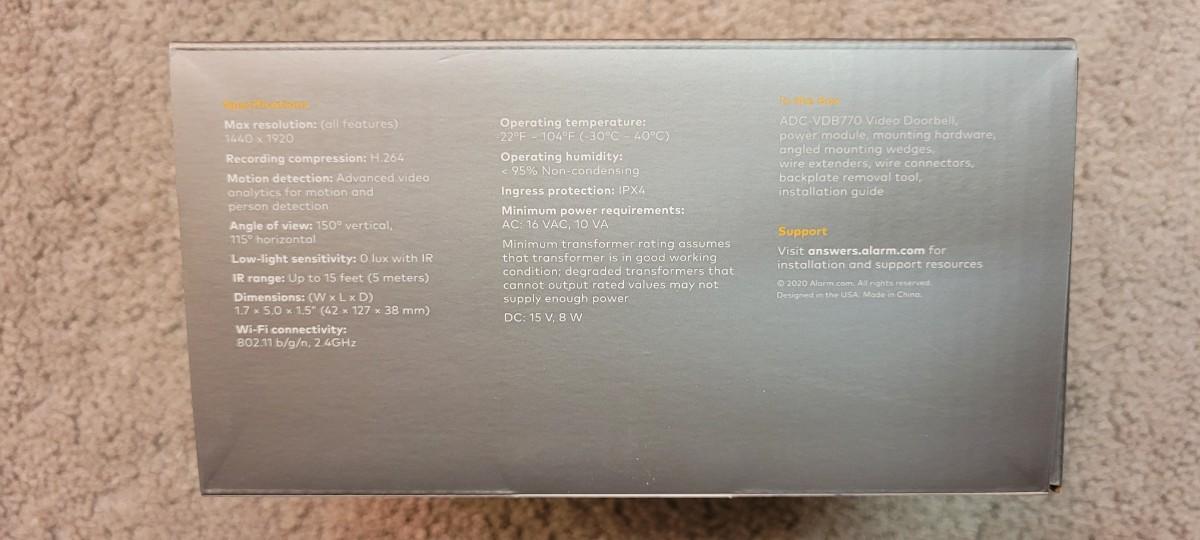 Specifications
Max resolution: (all features)
1440 x 1920
Recording compression: H.264
Motion detection: Advanced video
analytics for motion and
person detection
Angle of view: 150° vertical,
115° horizontal
Low-light sensitivity: 0 lux with IR
IR range: Up to 15 feet (5 meters)
Dimensions: (W x L x D)
1.7 × 5.0 × 1.5" (42 × 127 × 38 mm)
Wi-Fi connectivity:
802.11 b/g/n, 2.4GHz
Operating temperature:
-22°F – 104°F (-30°C – 40°C)
Operating humidity:
< 95% Non-condensing
Ingress protection: IPX4
Minimum power requirements:
AC: 16 VAC, 10 VA
Minimum transformer rating assumes
that transformer is in good working
condition; degraded transformers that
cannot output rated values may not
supply enough power
DC: 15 V, 8 W
In the Box
ADC-VDB770 Video Doorbell,
power module, mounting hardware,
angled mounting wedges,
wire extenders, wire connectors,
backplate removal tool,
installation guide
Support
Visit answers.alarm.com for
installation and support resources
© 2020 Alarm.com. All rights reserved.
Designed in the USA. Made in China.